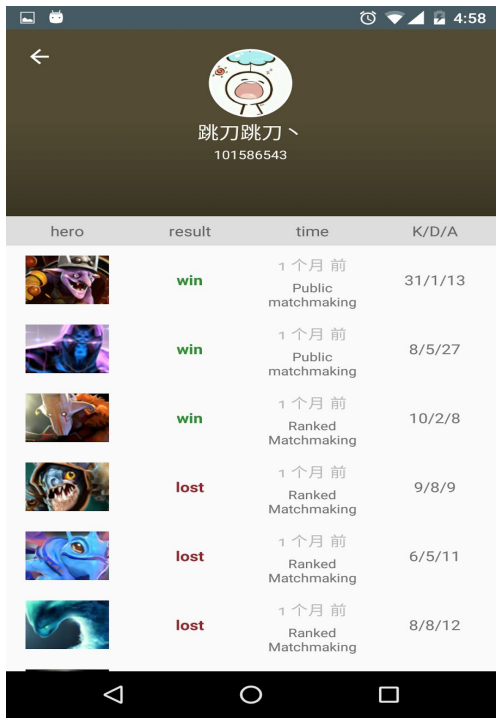 4:58
跳刀跳刀丶
101586543
hero result time K/D/A
1 个月 前
win Public 31/1/13
matchmaking
1 个月 前
win Public 8/5/27
matchmaking
1 个月 前
win Ranked 10/2/8
Matchmaking
1 个月 前
lost Ranked 9/8/9
Matchmaking
1 个月 前
lost Ranked 6/5/11
Matchmaking
1 个月 前
lost Ranked 8/8/12
Matchmaking